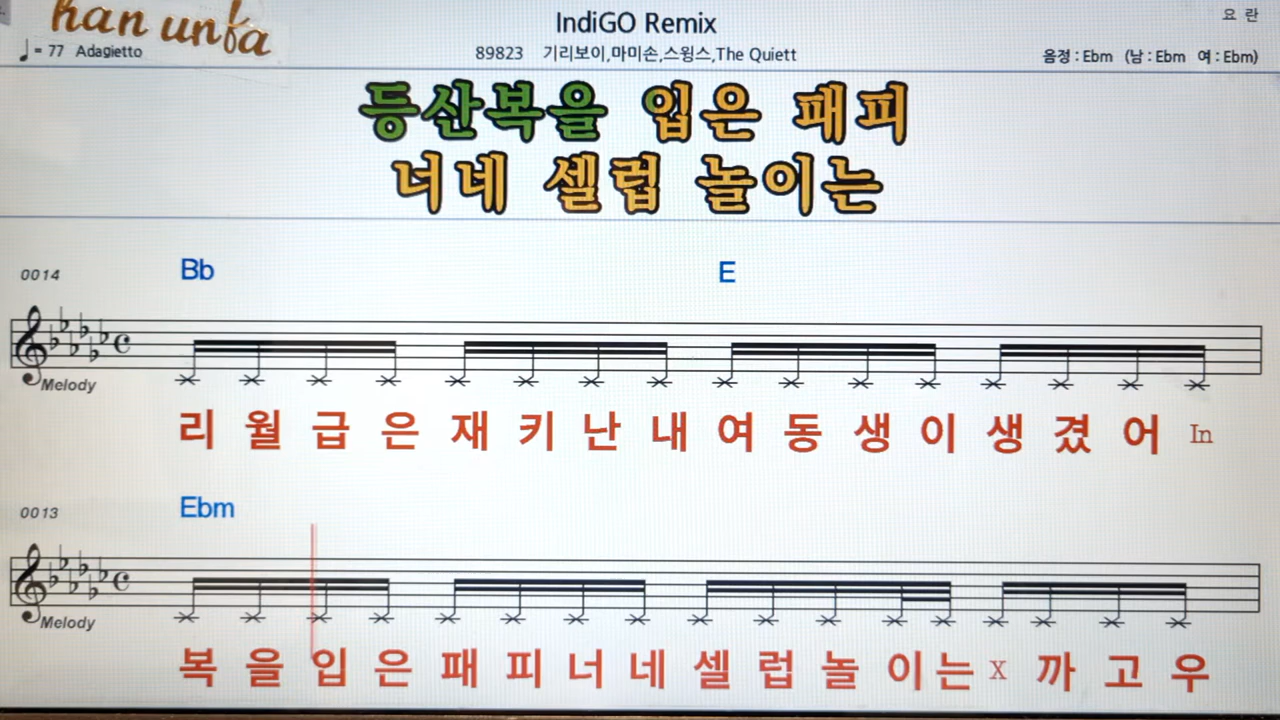 han un
IndiGO Remix
요 란
♩ = 77 Adagietto
89823 기리보이,마미손,스윙스,The Quiett
음정 : Ebm (남 : Ebm 여 : Ebm)
등산복을 입은 패피
너네 셀럽 놀이는
0014 Bb E
Melody
리 월 급 은 재 키 난 내 여 동 생 이 생 겼 어 In
0013 Ebm
Melody
복 을 입 은 패 피 너 네 셀 럽 놀 이 는 x 까 고 우